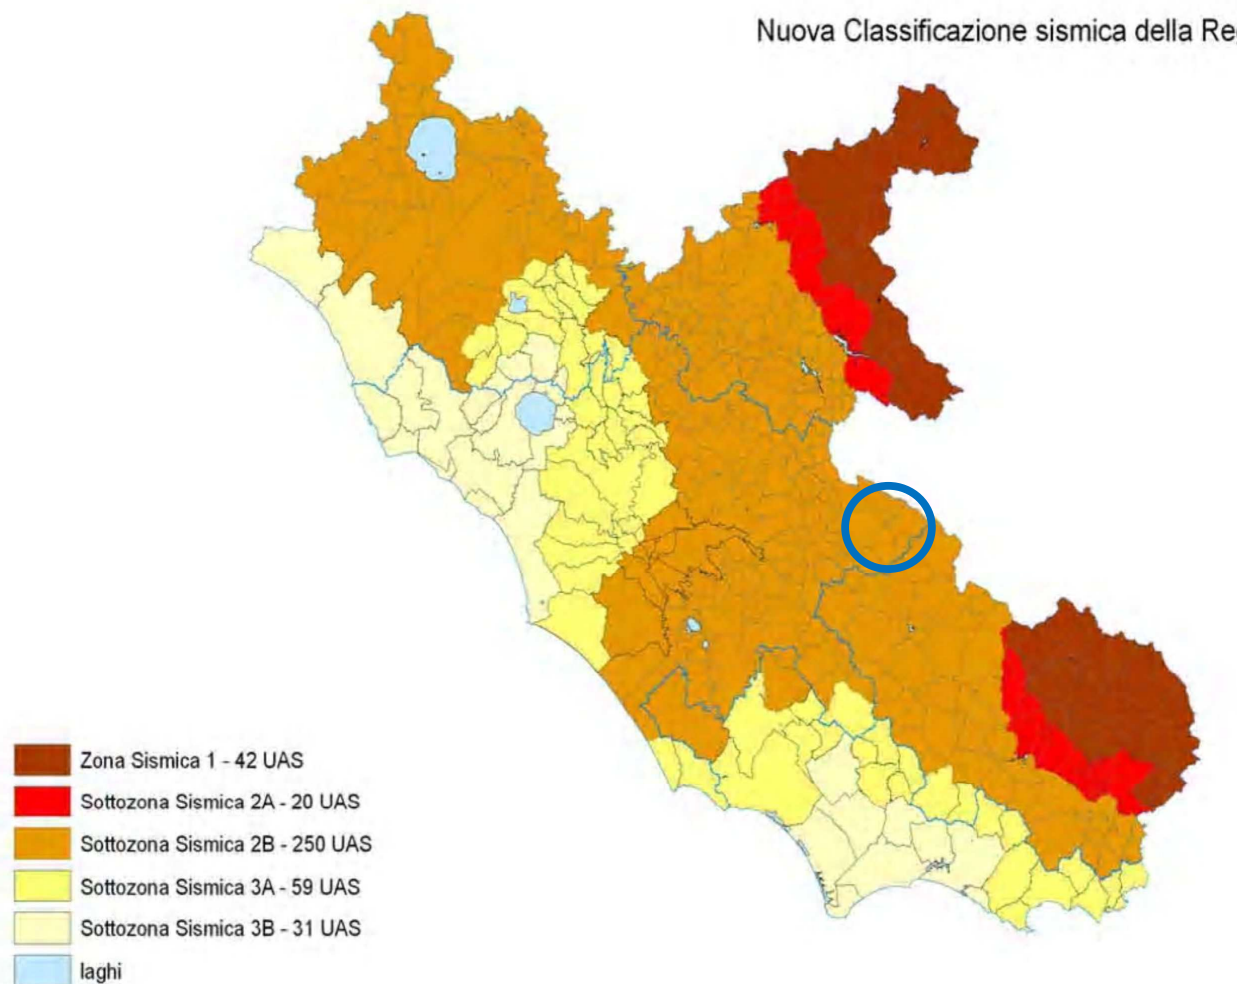 Nuova Classificazione sismica della Re
Zona Sismica 1 - 42 UAS
Sottozona Sismica 2A - 20 UAS
Sottozona Sismica 2B - 250 UAS
Sottozona Sismica 3A - 59 UAS
Sottozona Sismica 3B - 31 UAS
laghi